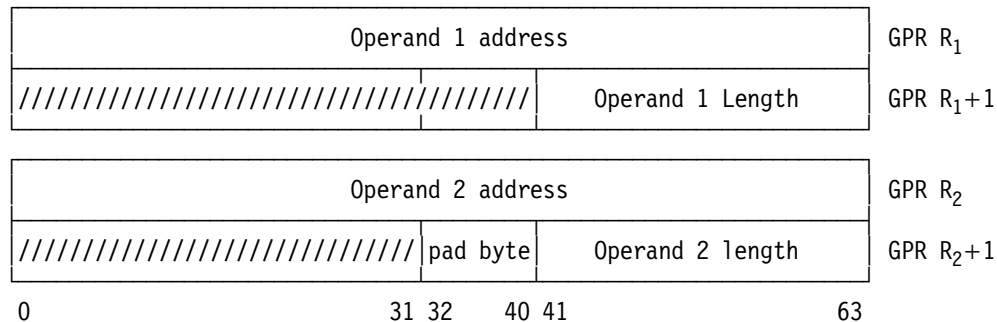 Operand 1 address GPR R1
//////////////////////////////////////// Operand 1 Length GPR R1+1
Operand 2 address GPR R2
/////////////////////////////// pad byte Operand 2 length GPR R2+1
0 31 32 40 41 63